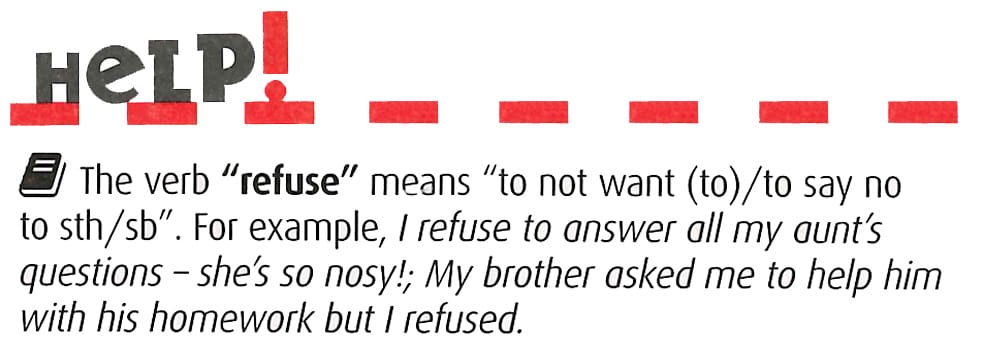 HeLP!
The verb "refuse" means "to not want (to)/to say no
to sth/sb". For example, I refuse to answer all my aunt's
questions – she's so nosy!; My brother asked me to help him
with his homework but I refused.